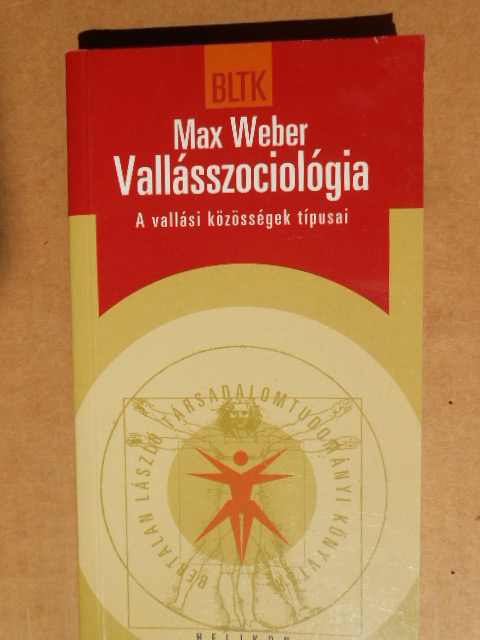 BLTK
Max Weber
Vallásszociológia
A vallási közösségek típusai
BERTALAN LÁSZLÓ TÁRSADALOMTUDOMÁNYI KÖNYVTÁR
HELIKON